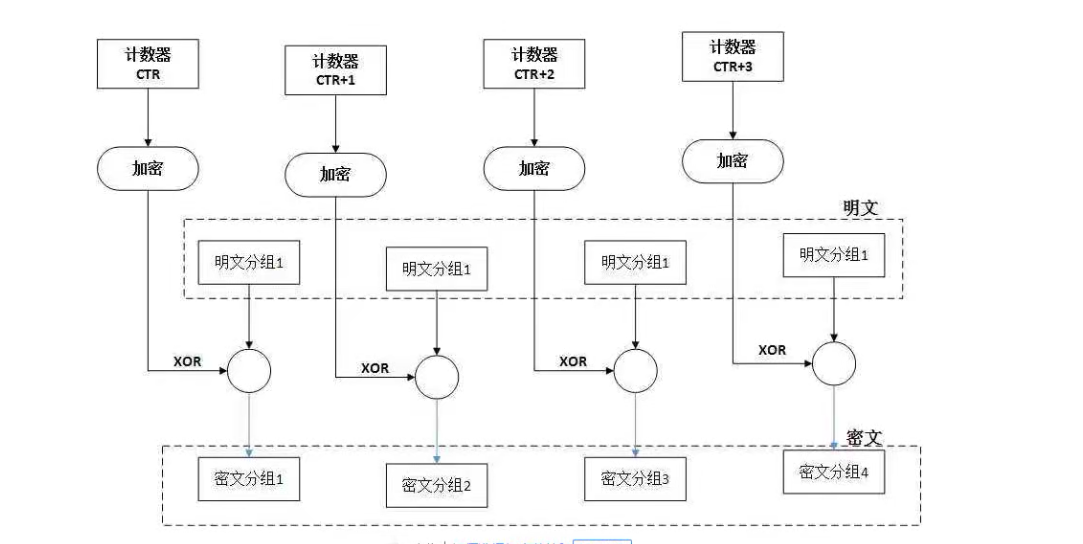 计数器
CTR
计数器
CTR+1
计数器
CTR+2
计数器
CTR+3
加密
加密
加密
加密
明文
明文分组1
明文分组1
明文分组1
明文分组1
XOR
XOR
XOR
XOR
密文
密文分组1
密文分组2
密文分组3
密文分组4